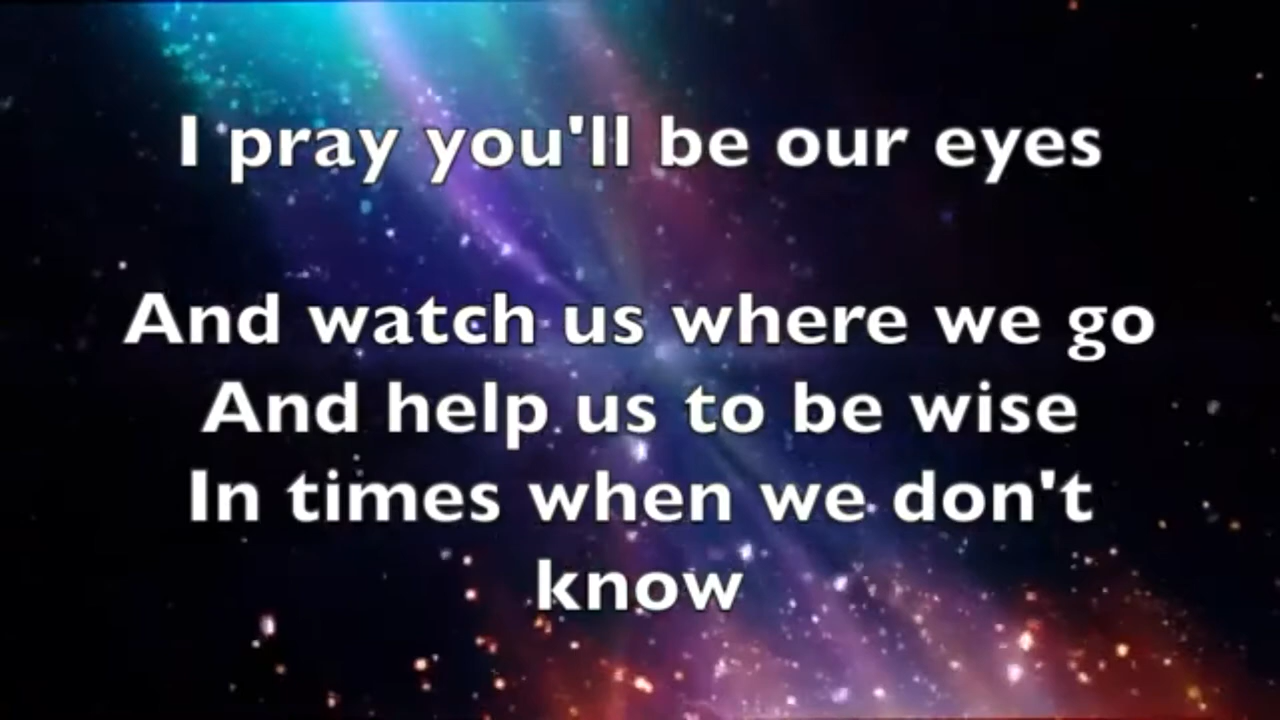 I pray you'll be our eyes
And watch us where we go
And help us to be wise
In times when we don't
know